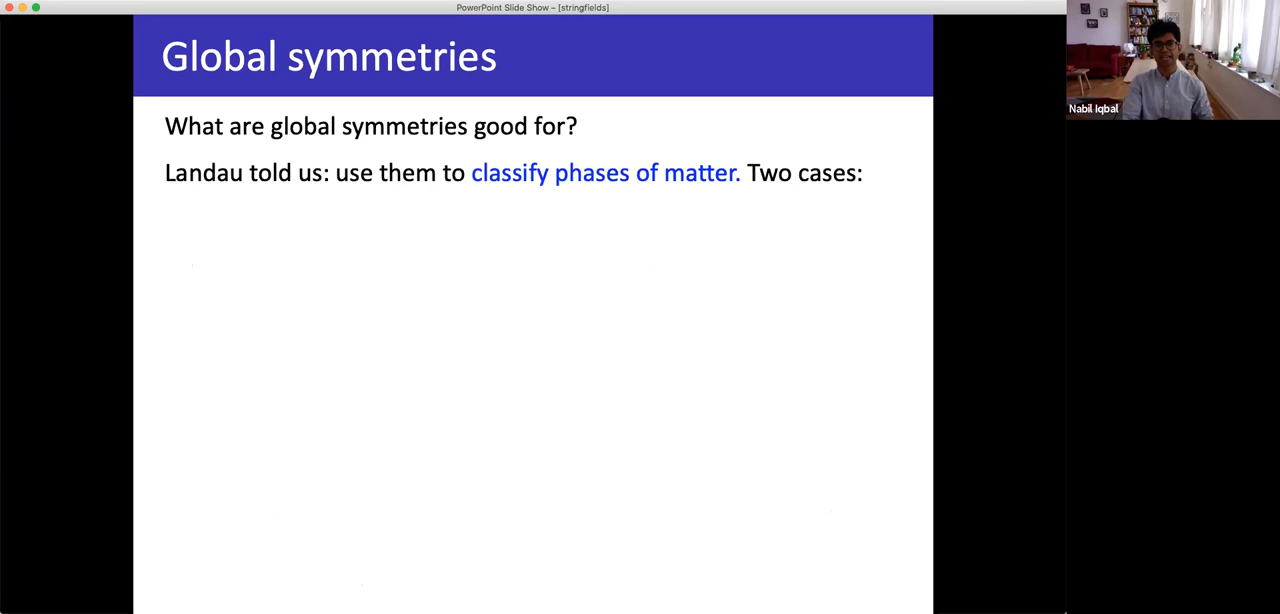 PowerPoint Slide Show – [stringfields]
Global symmetries
What are global symmetries good for?
Landau told us: use them to classify phases of matter. Two cases:
Nabil Iqbal